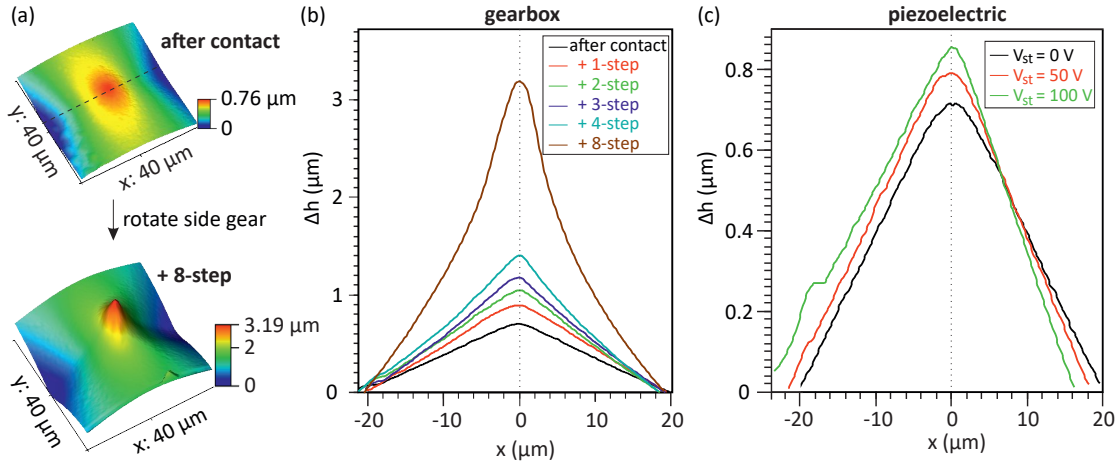 (a)
after contact
0.76 μm
0
y: 40 μm
x: 40 μm
rotate side gear
+ 8-step
3.19 μm
2
0
y: 40 μm
x: 40 μm
(b)
gearbox
after contact
+ 1-step
+ 2-step
+ 3-step
+ 4-step
+ 8-step
Δh (μm)
3
2
1
0
-20 -10 0 10 20
x (μm)
(c)
piezoelectric
Vst = 0 V
Vst = 50 V
Vst = 100 V
Δh (μm)
0.8
0.6
0.4
0.2
0
-20 -10 0 10 20
x (μm)